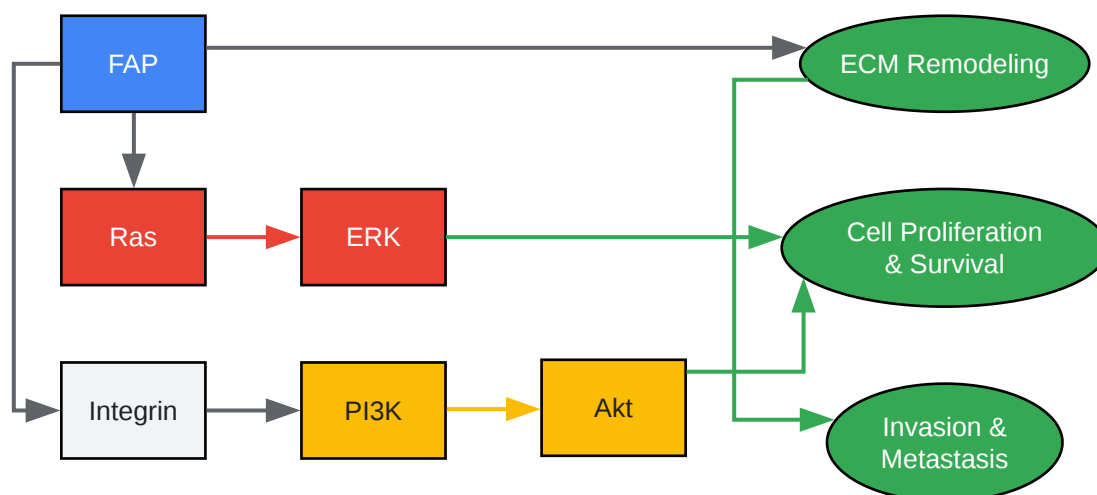 FAP
ECM Remodeling
Ras
ERK
Cell Proliferation
& Survival
Integrin
PI3K
Akt
Invasion &
Metastasis